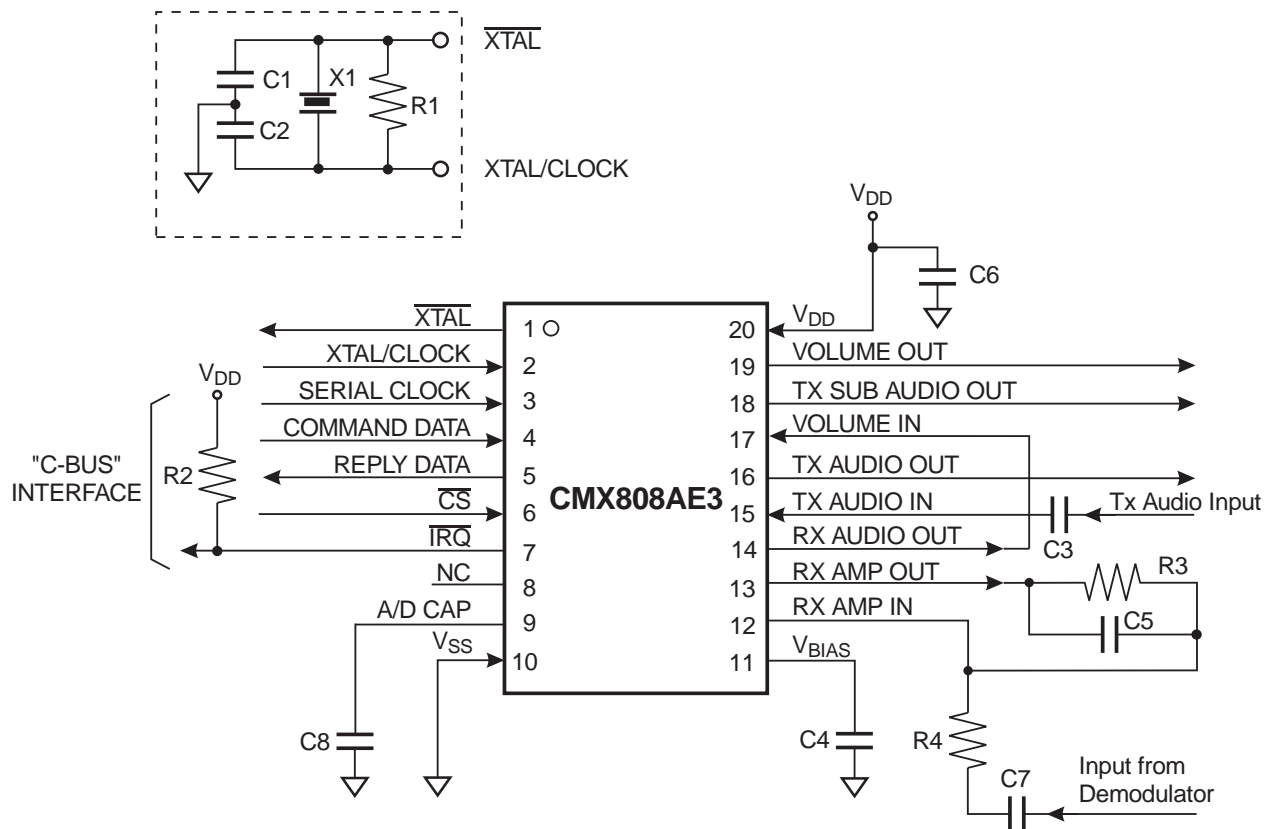 XTAL
C1
X1
R1
C2
XTAL/CLOCK
VDD
C6
XTAL
1
20
VDD
XTAL/CLOCK
2
19
VOLUME OUT
VDD
SERIAL CLOCK
3
18
TX SUB AUDIO OUT
COMMAND DATA
4
17
VOLUME IN
"C-BUS"
INTERFACE
R2
REPLY DATA
5
CMX808AE3
16
TX AUDIO OUT
CS
6
15
TX AUDIO IN
C3
Tx Audio Input
IRQ
7
14
RX AUDIO OUT
NC
8
13
RX AMP OUT
R3
C5
A/D CAP
9
12
RX AMP IN
VSS
10
11
VBIAS
C8
C4
R4
C7
Input from
Demodulator